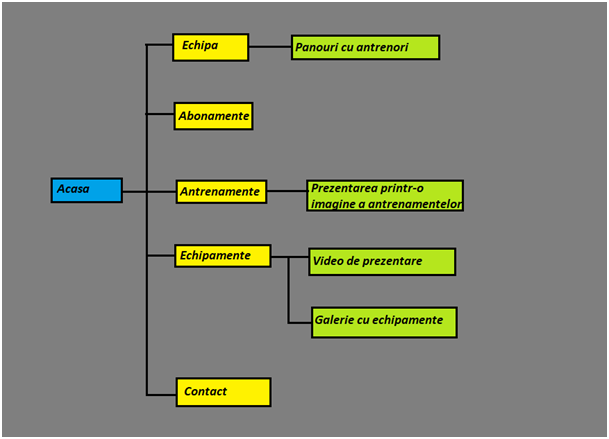 Echipa
Panouri cu antrenori
Abonamente
Acasa
Antrenamente
Prezentarea printr-o
imagine a antrenamentelor
Echipamente
Video de prezentare
Galerie cu echipamente
Contact